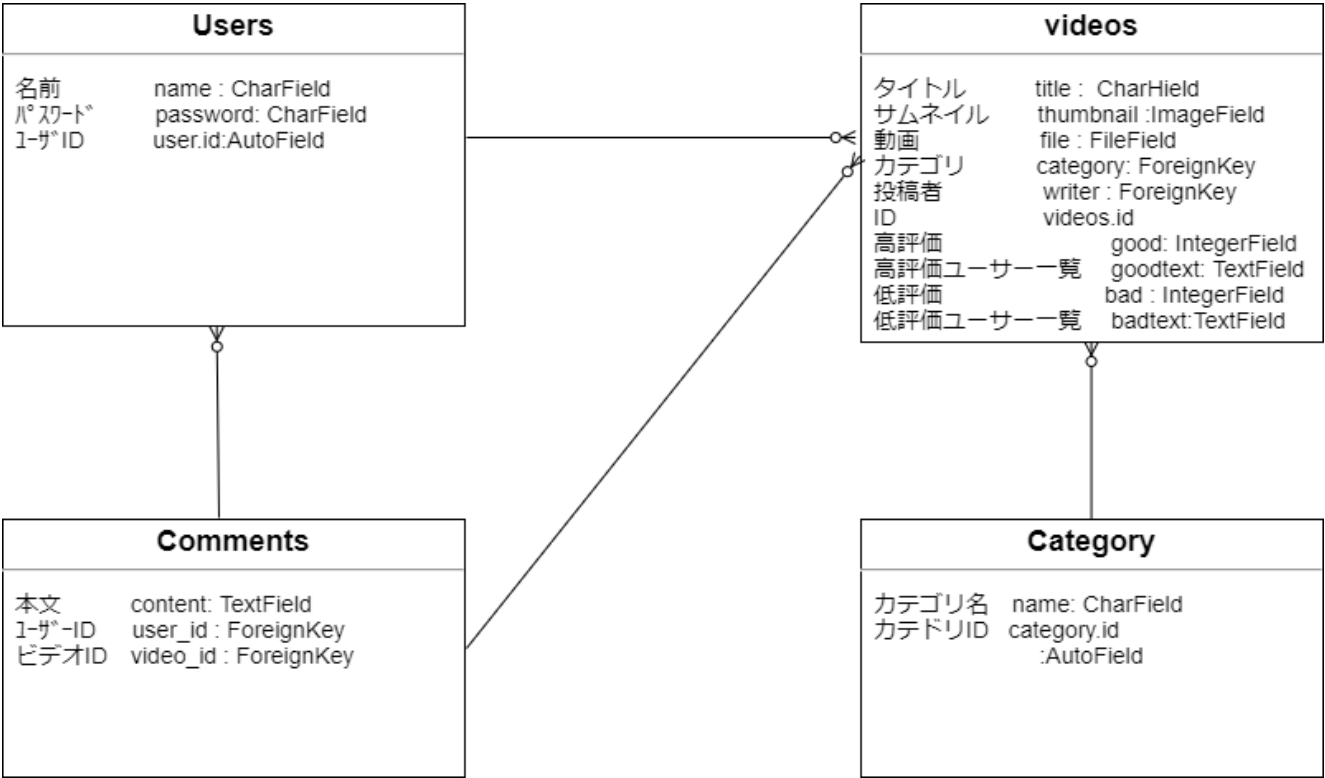 Users
名前 name : CharField
ﾊﾟｽﾜｰﾄﾞ password: CharField
ﾕｰｻﾞID user.id:AutoField
videos
タイトル title : CharHield
サムネイル thumbnail :ImageField
動画 file : FileField
カテゴリ category: ForeignKey
投稿者 writer : ForeignKey
ID videos.id
高評価 good: IntegerField
高評価ユーサー一覧 goodtext: TextField
低評価 bad : IntegerField
低評価ユーサー一覧 badtext:TextField
Comments
本文 content: TextField
ﾕｰｻﾞｰID user_id : ForeignKey
ビデオID video_id : ForeignKey
Category
カテゴリ名 name: CharField
カテドリID category.id
:AutoField